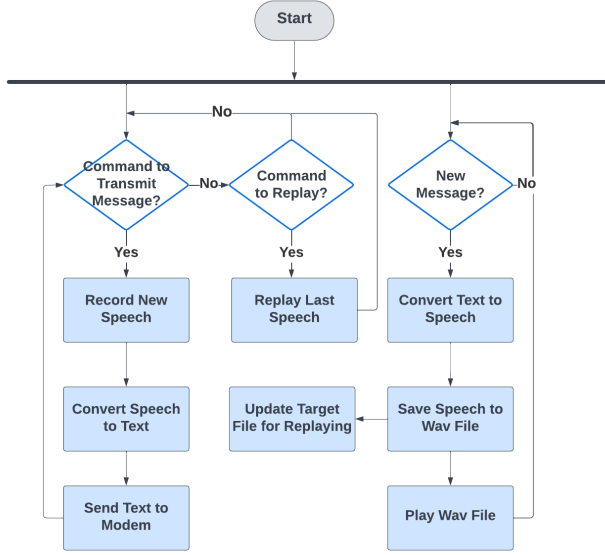 Start
No
Command to
Transmit
Message?
No
Command
to Replay?
New
Message?
No
Yes
Yes
Yes
Record New
Speech
Replay Last
Speech
Convert Text to
Speech
Convert Speech
to Text
Update Target
File for Replaying
Save Speech to
Wav File
Send Text to
Modem
Play Wav File